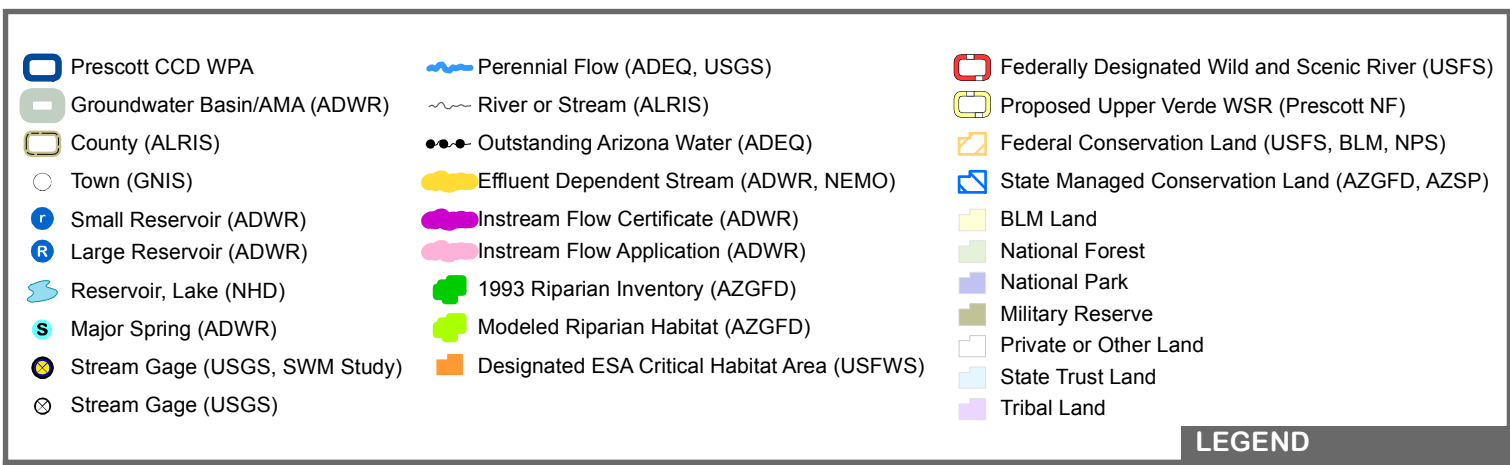 Prescott CCD WPA
Groundwater Basin/AMA (ADWR)
County (ALRIS)
Town (GNIS)
r Small Reservoir (ADWR)
R Large Reservoir (ADWR)
Reservoir, Lake (NHD)
S Major Spring (ADWR)
Stream Gage (USGS, SWM Study)
Stream Gage (USGS)
Perennial Flow (ADEQ, USGS)
River or Stream (ALRIS)
Outstanding Arizona Water (ADEQ)
Effluent Dependent Stream (ADWR, NEMO)
Instream Flow Certificate (ADWR)
Instream Flow Application (ADWR)
1993 Riparian Inventory (AZGFD)
Modeled Riparian Habitat (AZGFD)
Designated ESA Critical Habitat Area (USFWS)
Federally Designated Wild and Scenic River (USFS)
Proposed Upper Verde WSR (Prescott NF)
Federal Conservation Land (USFS, BLM, NPS)
State Managed Conservation Land (AZGFD, AZSP)
BLM Land
National Forest
National Park
Military Reserve
Private or Other Land
State Trust Land
Tribal Land
LEGEND